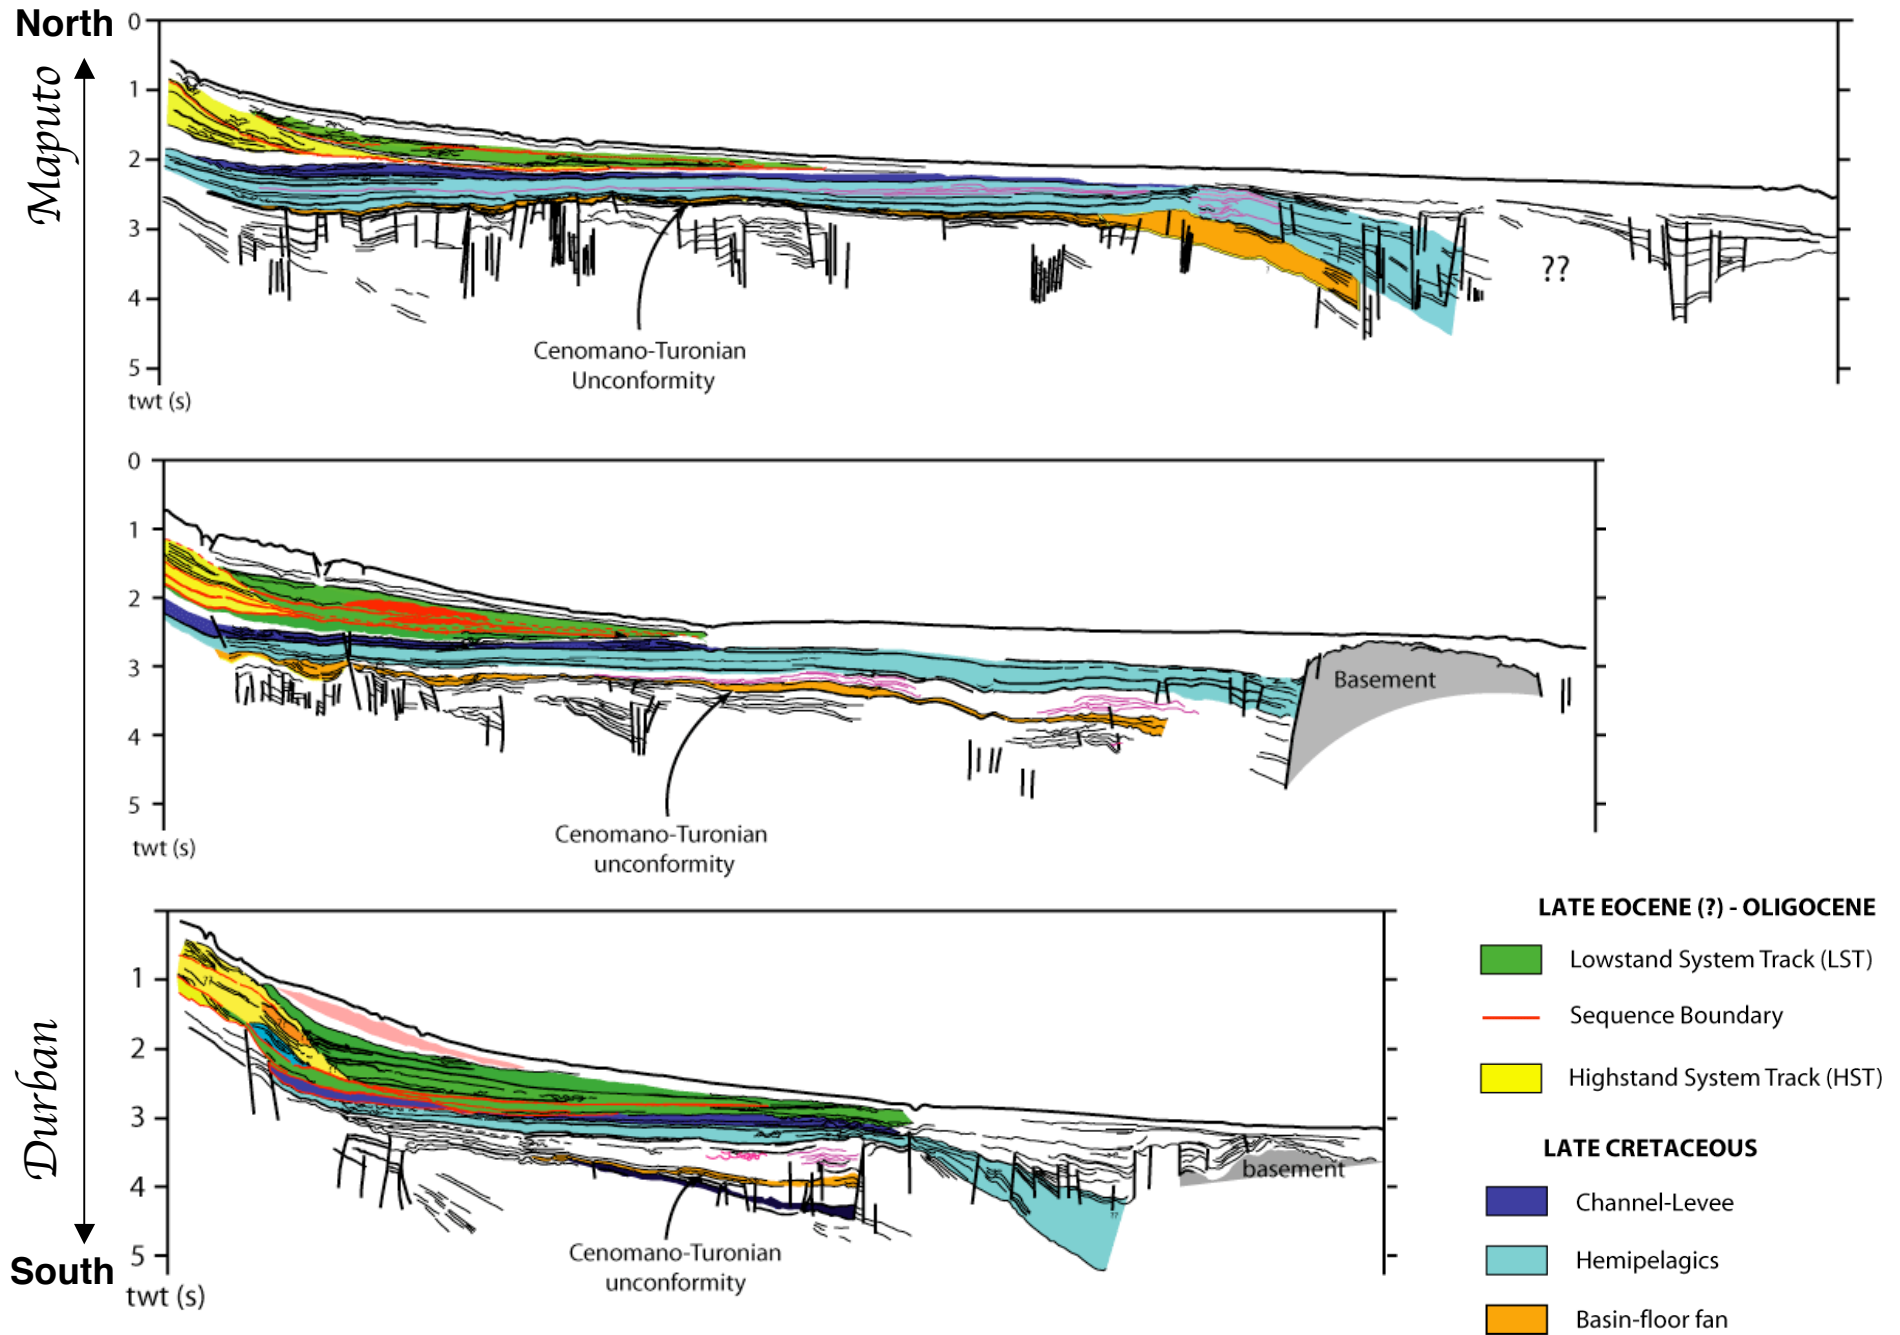 North
Maputo
0
1
2
3
4
5
twt (s)
??
?
Cenomano-Turonian
Unconformity
0
1
2
3
4
5
twt (s)
Basement
Cenomano-Turonian
unconformity
1
2
3
4
5
twt (s)
??
??
basement
Cenomano-Turonian
unconformity
Durban
South
LATE EOCENE (?) - OLIGOCENE
Lowstand System Track (LST)
Sequence Boundary
Highstand System Track (HST)
LATE CRETACEOUS
Channel-Levee
Hemipelagics
Basin-floor fan